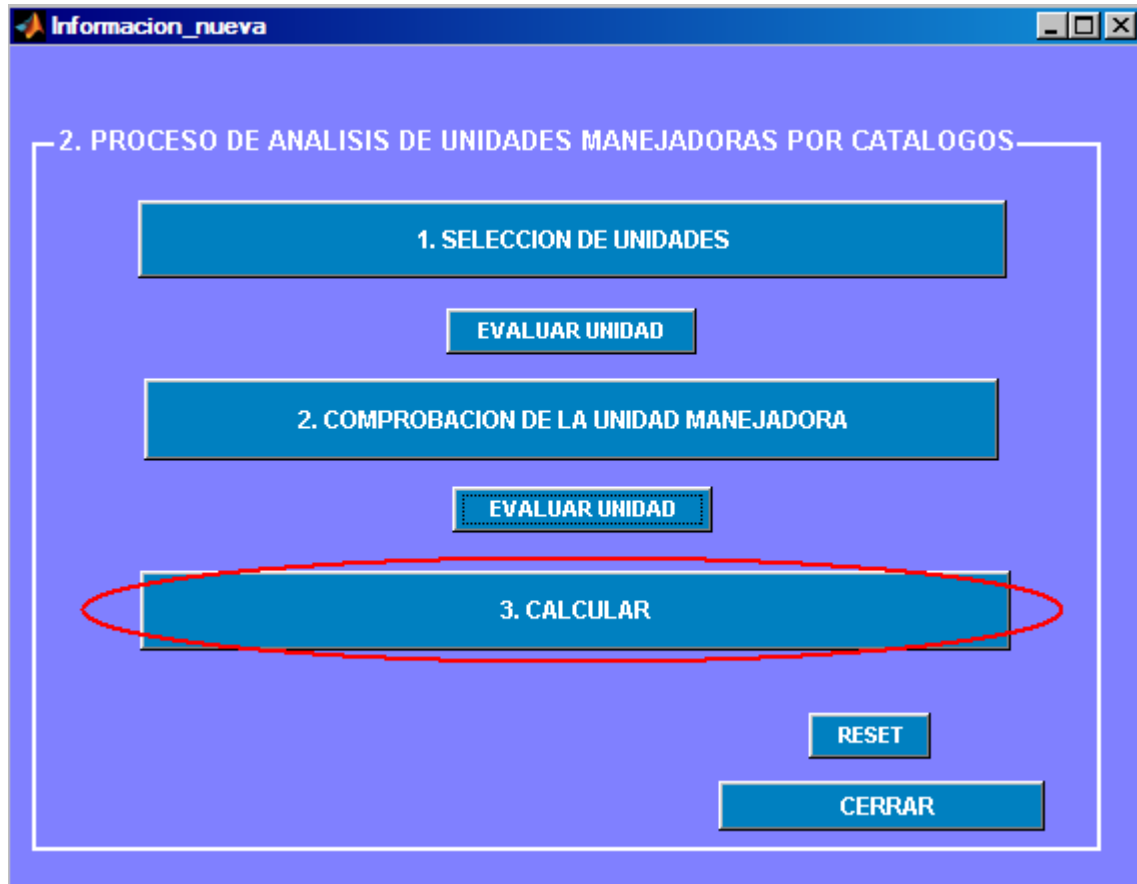 Informacion_nueva
2. PROCESO DE ANALISIS DE UNIDADES MANEJADORAS POR CATALOGOS
1. SELECCION DE UNIDADES
EVALUAR UNIDAD
2. COMPROBACION DE LA UNIDAD MANEJADORA
EVALUAR UNIDAD
3. CALCULAR
RESET
CERRAR